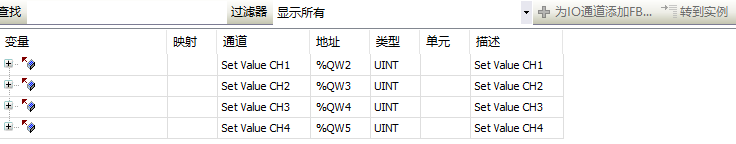 查找 过滤器 显示所有 为IO通道添加FB... 转到实例
变量 映射 通道 地址 类型 单元 描述
Set Value CH1 %QW2 UINT Set Value CH1
Set Value CH2 %QW3 UINT Set Value CH2
Set Value CH3 %QW4 UINT Set Value CH3
Set Value CH4 %QW5 UINT Set Value CH4